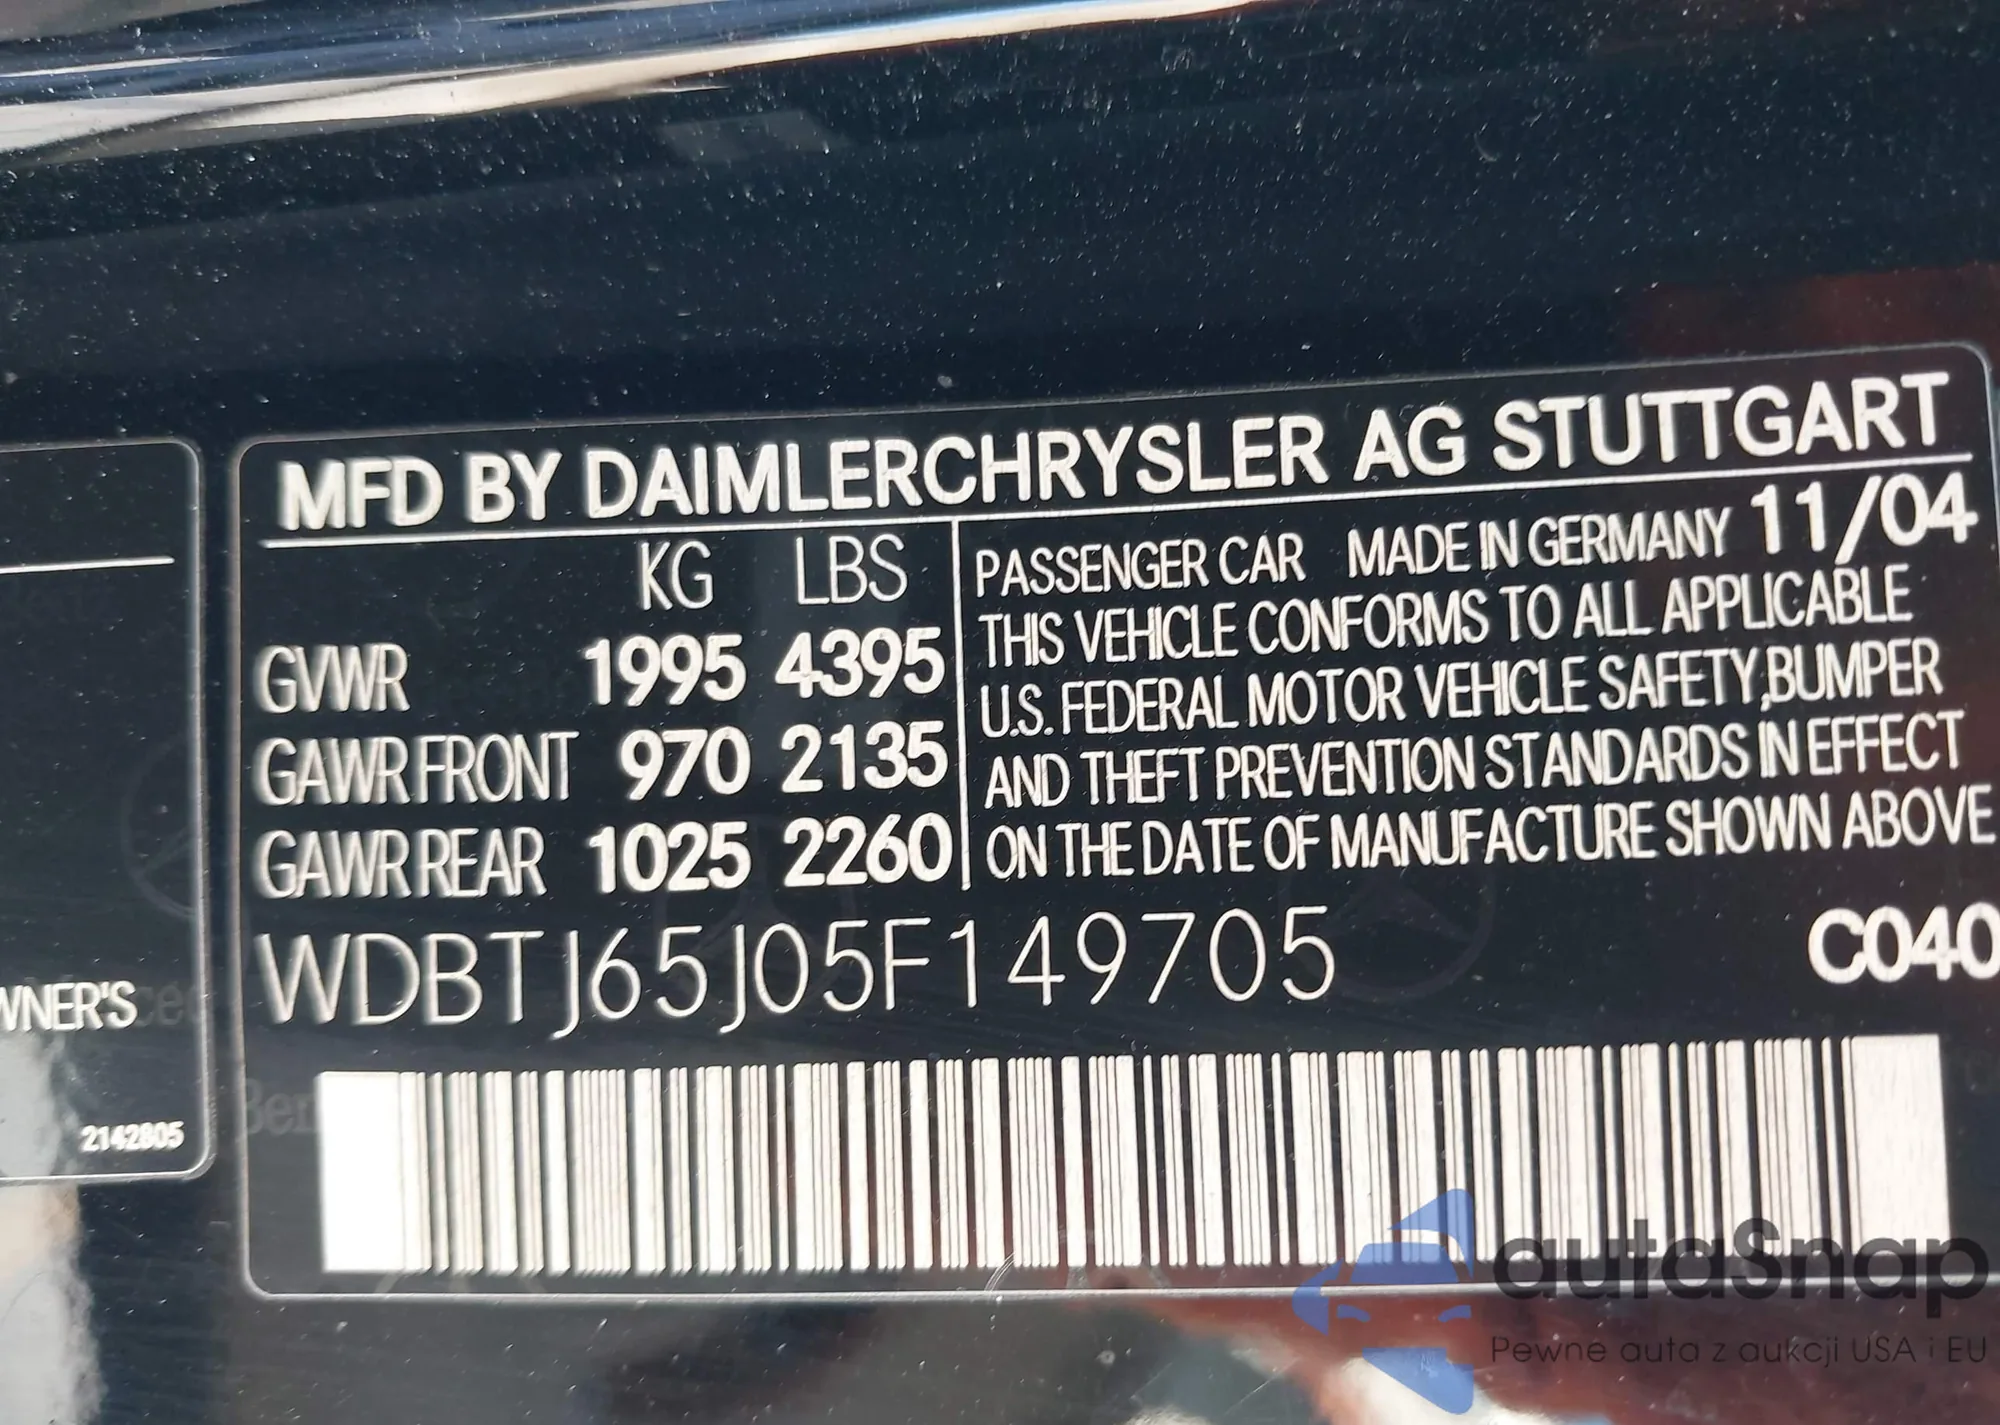 MFD BY DAIMLERCHRYSLER AG STUTTGART
KG LBS
GVWR 1995 4395
GAWR FRONT 970 2135
GAWR REAR 1025 2260
PASSENGER CAR MADE IN GERMANY 11/04
THIS VEHICLE CONFORMS TO ALL APPLICABLE
U.S. FEDERAL MOTOR VEHICLE SAFETY,BUMPER
AND THEFT PREVENTION STANDARDS IN EFFECT
ON THE DATE OF MANUFACTURE SHOWN ABOVE
WDBTJ65J05F149705
C040
WNER'S
2142805
autaSnap
Pewne auta z aukcji USA i EU